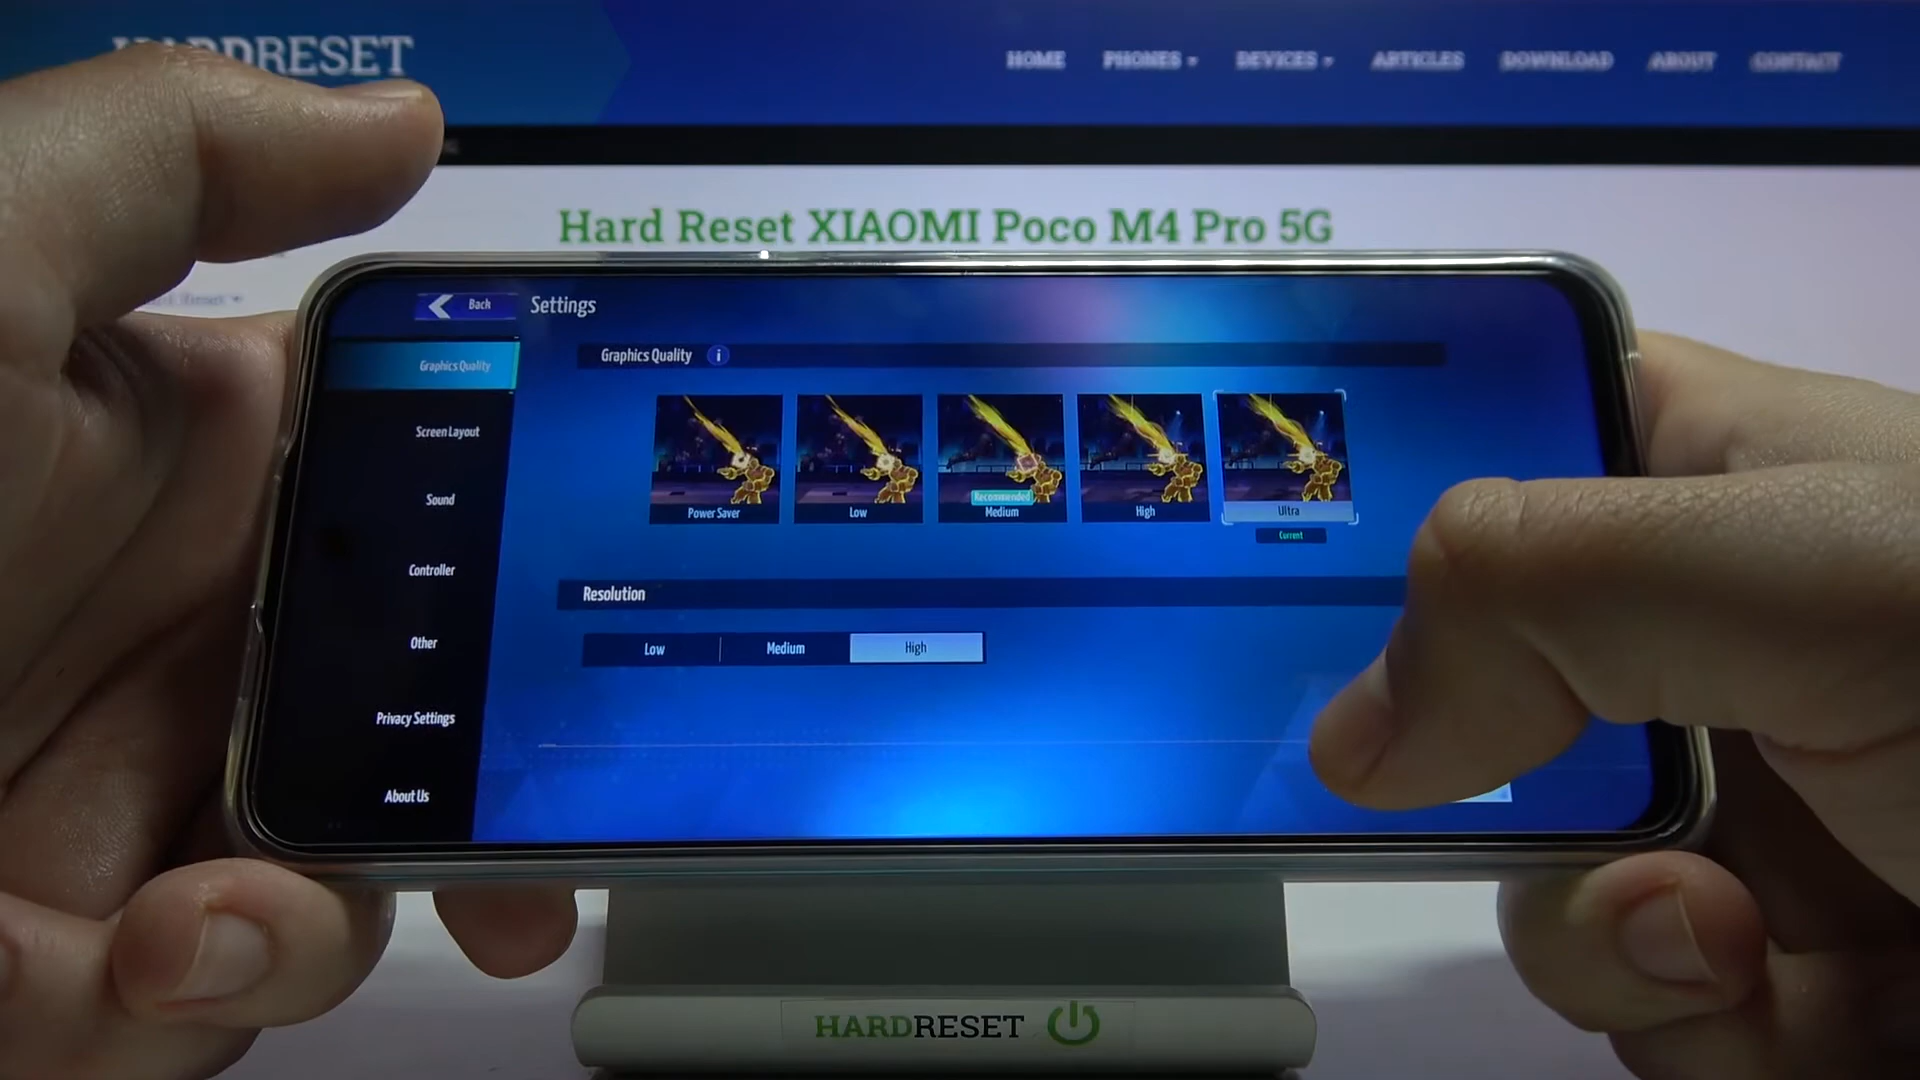 HARDRESET
HOME PHONES DEVICES ARTICLES DOWNLOAD ABOUT CONTACT
Hard Reset XIAOMI Poco M4 Pro 5G
Back Settings
Graphics Quality
Screen Layout
Sound
Controller
Other
Privacy Settings
About Us
Graphics Quality i
Power Saver
Low
Recommended
Medium
High
Ultra
Current
Resolution
Low Medium High
HARDRESET